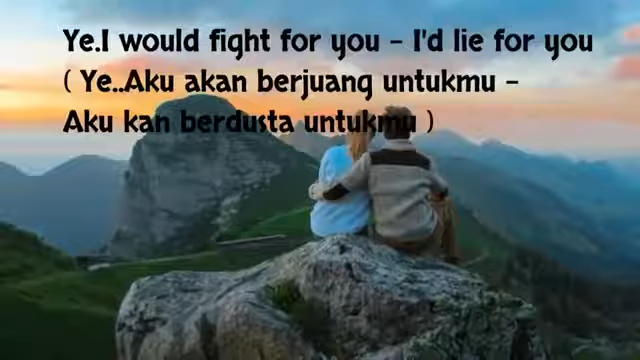 Ye.I would fight for you - I'd lie for you
( Ye..Aku akan berjuang untukmu -
Aku kan berdusta untukmu )